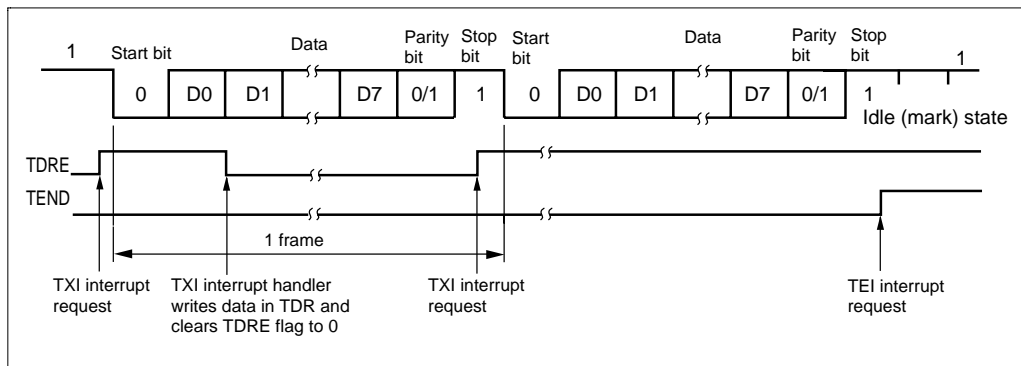 1
Start bit
Data
Parity bit
Stop bit
Start bit
Data
Parity bit
Stop bit
1
0 D0 D1 D7 0/1 1 0 D0 D1 D7 0/1 1
Idle (mark) state
TDRE
TEND
1 frame
TXI interrupt
request
TXI interrupt handler
writes data in TDR and
clears TDRE flag to 0
TXI interrupt
request
TEI interrupt
request